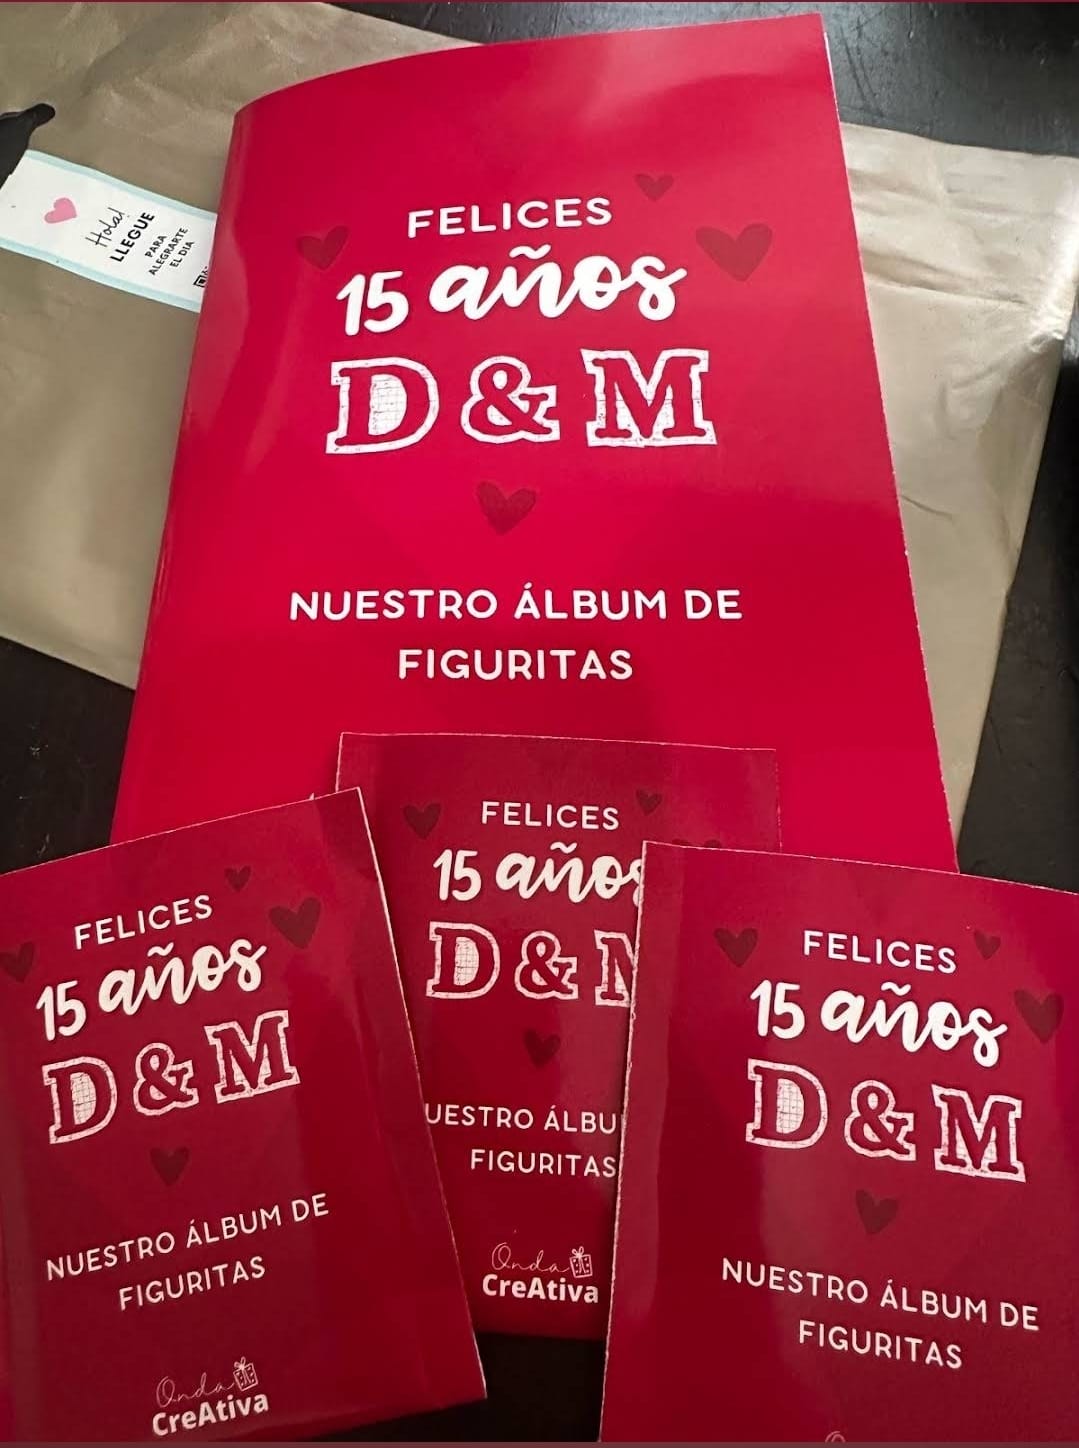 Hola!
LLEGUE
PARA
ALEGRARTE
EL DIA
FELICES
15 años
D & M
NUESTRO ÁLBUM DE
FIGURITAS
FELICES
15 años
D & M
NUESTRO ÁLBUM DE
FIGURITAS
Onda
CreAtiva
FELICES
15 años
D &
ÁLBU
FIGURITAS
Onda
CreAtiva
FELICES
15 años
D & M
NUESTRO ÁLBUM DE
FIGURITAS